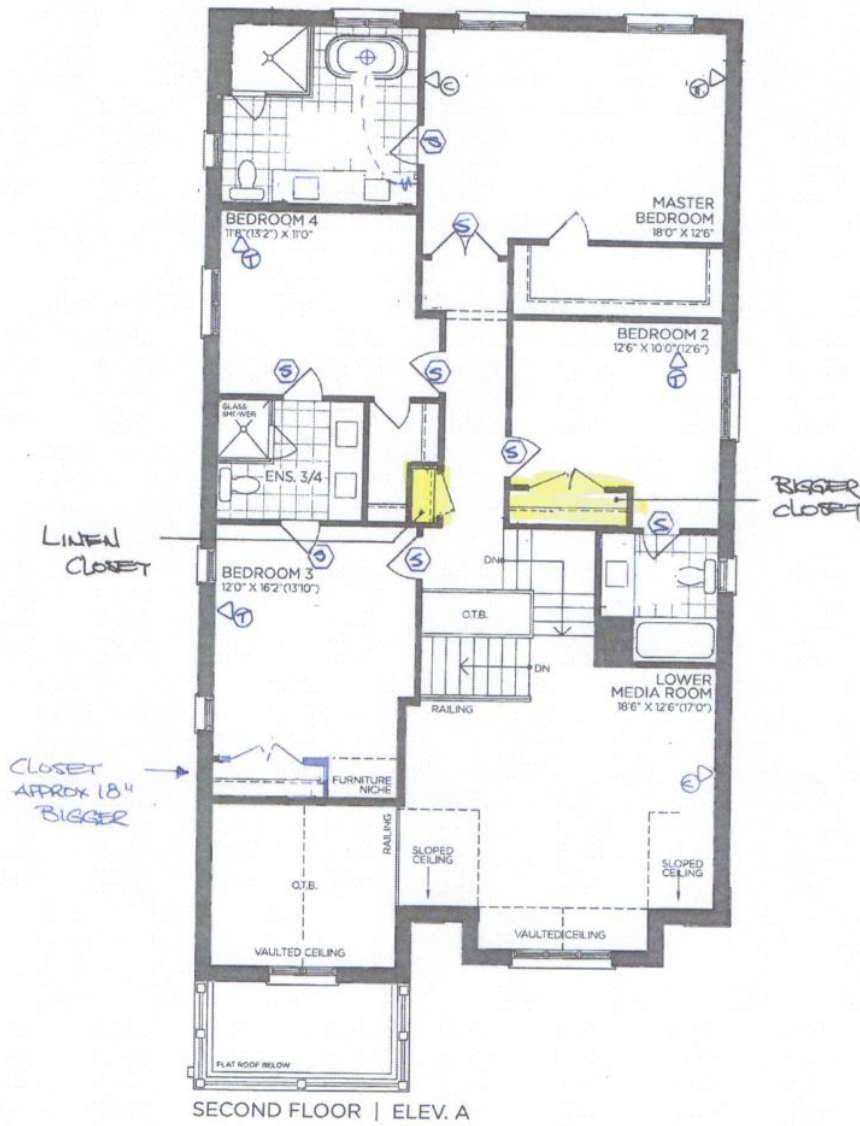 C
T
S
MASTER
BEDROOM
18'0" X 12'6"
BEDROOM 4
11'8"(13'2") X 11'0"
T
S
BEDROOM 2
12'6" X 10'0"(12'6")
T
S
S
GLASS
SHOWER
ENS. 3/4
S
BIGGER
CLOSET
LINEN
CLOSET
S
S
S
BEDROOM 3
12'0" X 16'2"(13'10")
T
DN
O.T.B.
DN
RAILING
LOWER
MEDIA ROOM
18'6" X 12'6"(17'0")
CLOSET
APPROX 18"
BIGGER
FURNITURE
NICHE
RAILING
O.T.B.
SLOPED
CEILING
SLOPED
CEILING
VAULTED CEILING
VAULTED CEILING
FLAT ROOF BELOW
SECOND FLOOR | ELEV. A